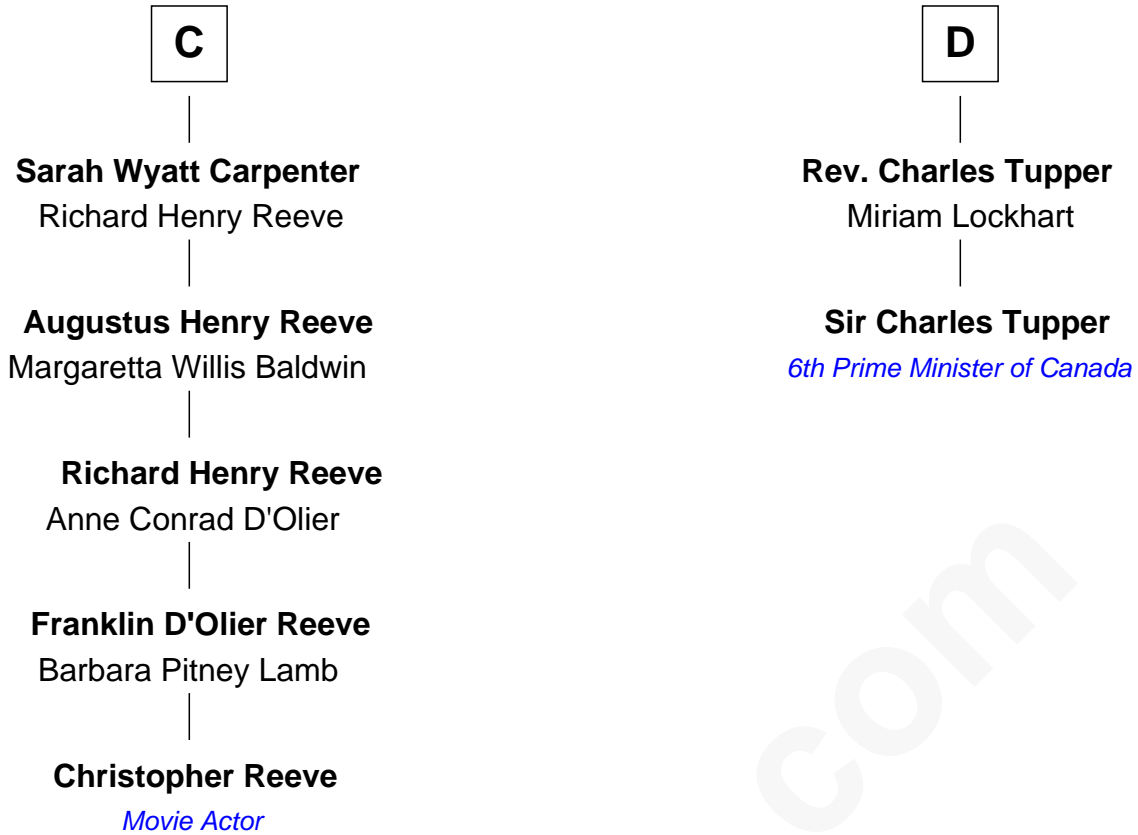 C
Sarah Wyatt Carpenter
Richard Henry Reeve
Augustus Henry Reeve
Margaretta Willis Baldwin
Richard Henry Reeve
Anne Conrad D'Olier
Franklin D'Olier Reeve
Barbara Pitney Lamb
Christopher Reeve
Movie Actor
D
Rev. Charles Tupper
Miriam Lockhart
Sir Charles Tupper
6th Prime Minister of Canada
com